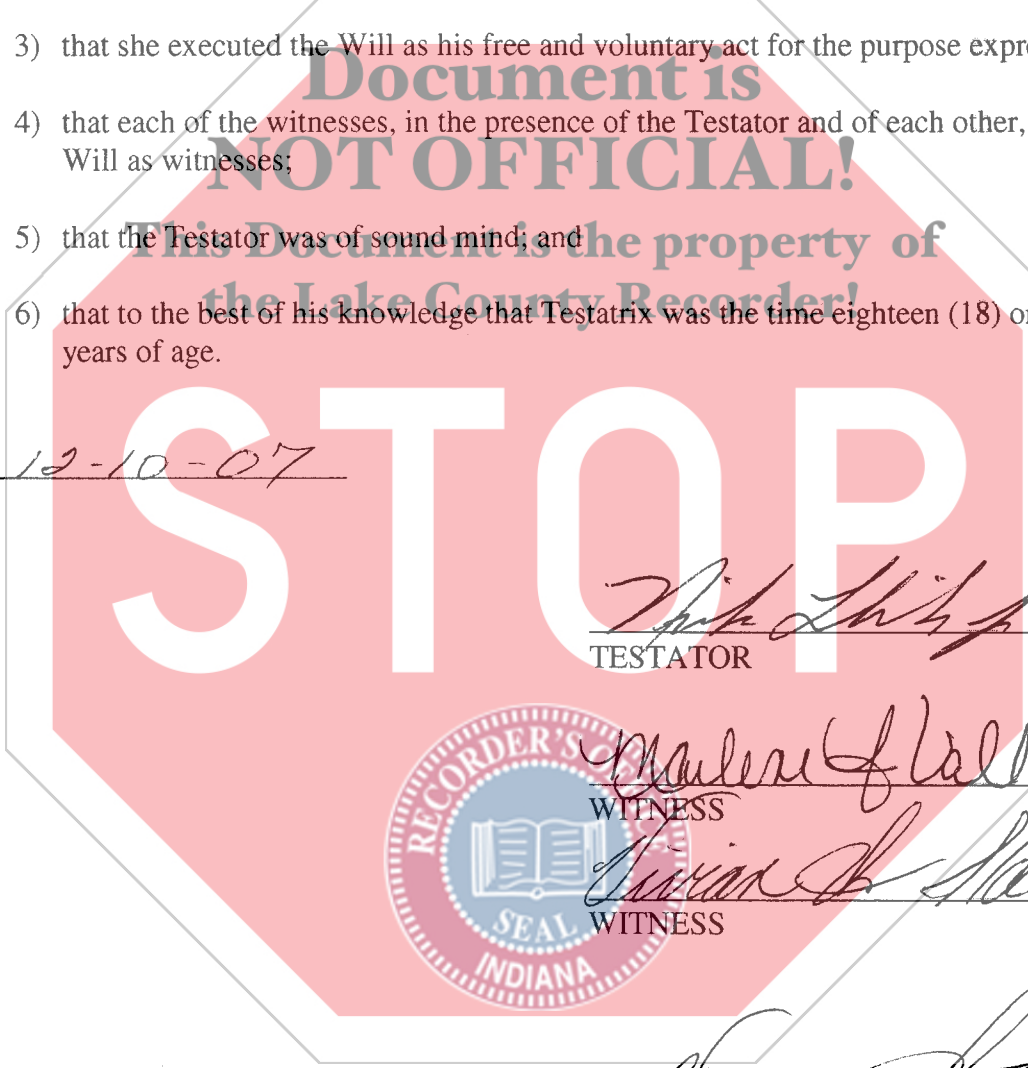 3) that she executed the Will as his free and voluntary act for the purpose expr
Document is
4) that each of the witnesses, in the presence of the Testator and of each other,
Will as witnesses;
NOT OFFICIAL!
5) that the Testator was of sound mind; and
This Document is the property of
the Lake County Recorder!
6) that to the best of his knowledge that Testatrix was the time eighteen (18) or
years of age.
STOP
12-10-07
TESTATOR
Marlene J
WITNESS
Vivian
WITNESS
RECORDER'S OFFICE
SEAL
INDIANA